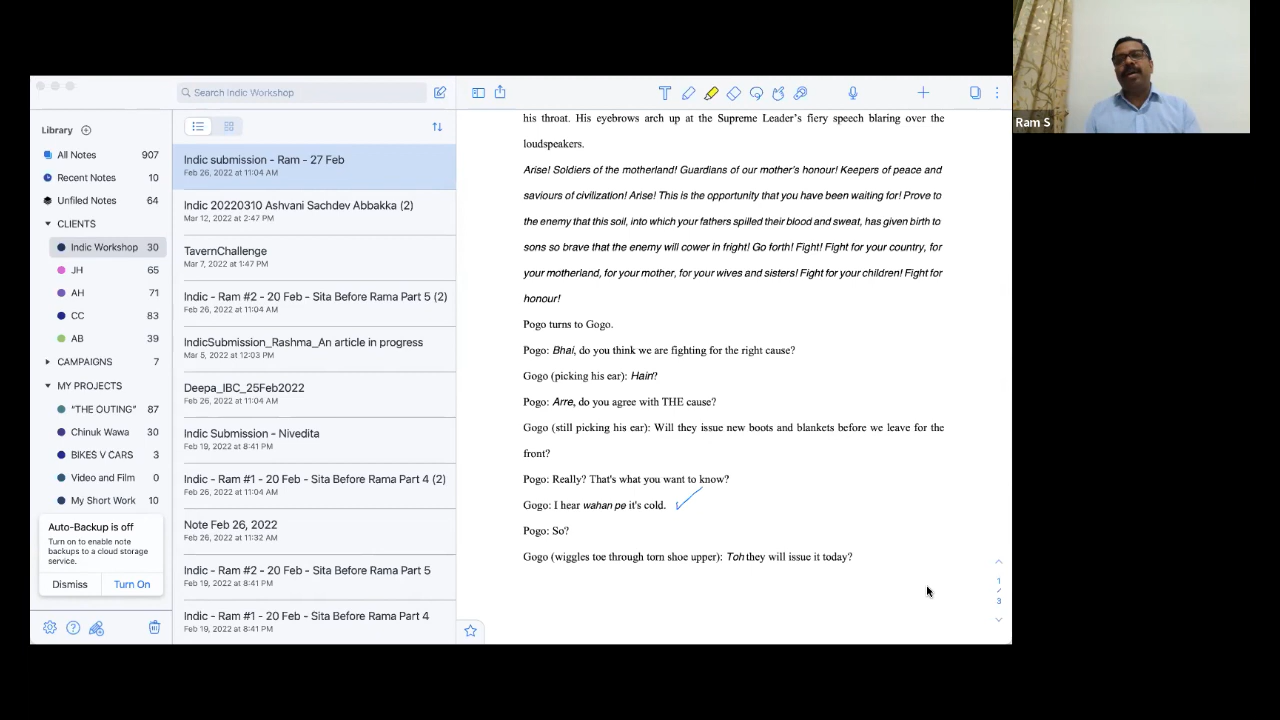 Search Indic Workshop
Library
All Notes 907
Recent Notes 10
Unfiled Notes 64
CLIENTS
Indic Workshop 30
JH 65
AH 71
CC 83
AB 39
CAMPAIGNS 7
MY PROJECTS
"THE OUTING" 87
Chinuk Wawa 30
BIKES V CARS 3
Video and Film 0
My Short Work 10
Auto-Backup is off
Turn on to enable note
backups to a cloud storage
service.
Dismiss Turn On
Indic submission - Ram - 27 Feb
Feb 26, 2022 at 11:04 AM
Indic 20220310 Ashvani Sachdev Abbakka (2)
Mar 12, 2022 at 2:47 PM
TavernChallenge
Mar 7, 2022 at 1:47 PM
Indic - Ram #2 - 20 Feb - Sita Before Rama Part 5 (2)
Feb 26, 2022 at 11:04 AM
IndicSubmission_Rashma_An article in progress
Mar 5, 2022 at 12:03 PM
Deepa_IBC_25Feb2022
Feb 26, 2022 at 11:04 AM
Indic Submission - Nivedita
Feb 19, 2022 at 8:41 PM
Indic - Ram #1 - 20 Feb - Sita Before Rama Part 4 (2)
Feb 26, 2022 at 11:04 AM
Note Feb 26, 2022
Feb 26, 2022 at 11:32 AM
Indic - Ram #2 - 20 Feb - Sita Before Rama Part 5
Feb 19, 2022 at 8:41 PM
Indic - Ram #1 - 20 Feb - Sita Before Rama Part 4
Feb 19, 2022 at 8:41 PM
his throat. His eyebrows arch up at the Supreme Leader's fiery speech blaring over the
loudspeakers.
Arise! Soldiers of the motherland! Guardians of our mother's honour! Keepers of peace and
saviours of civilization! Arise! This is the opportunity that you have been waiting for! Prove to
the enemy that this soil, into which your fathers spilled their blood and sweat, has given birth to
sons so brave that the enemy will cower in fright! Go forth! Fight! Fight for your country, for
your motherland, for your mother, for your wives and sisters! Fight for your children! Fight for
honour!
Pogo turns to Gogo.
Pogo: Bhai, do you think we are fighting for the right cause?
Gogo (picking his ear): Hain?
Pogo: Arre, do you agree with THE cause?
Gogo (still picking his ear): Will they issue new boots and blankets before we leave for the
front?
Pogo: Really? That's what you want to know?
Gogo: I hear wahan pe it's cold.
Pogo: So?
Gogo (wiggles toe through torn shoe upper): Toh they will issue it today?
1
/
3
Ram S